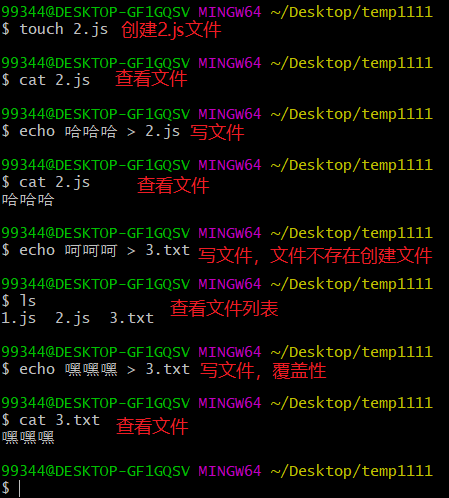 99344@DESKTOP-GF1GQSV MINGW64 ~/Desktop/temp1111
$ touch 2.js 创建2.js文件
99344@DESKTOP-GF1GQSV MINGW64 ~/Desktop/temp1111
$ cat 2.js 查看文件
99344@DESKTOP-GF1GQSV MINGW64 ~/Desktop/temp1111
$ echo 哈哈哈 > 2.js 写文件
99344@DESKTOP-GF1GQSV MINGW64 ~/Desktop/temp1111
$ cat 2.js 查看文件
哈哈哈
99344@DESKTOP-GF1GQSV MINGW64 ~/Desktop/temp1111
$ echo 呵呵呵 > 3.txt 写文件，文件不存在创建文件
99344@DESKTOP-GF1GQSV MINGW64 ~/Desktop/temp1111
$ ls 查看文件列表
1.js 2.js 3.txt
99344@DESKTOP-GF1GQSV MINGW64 ~/Desktop/temp1111
$ echo 嘿嘿嘿 > 3.txt 写文件，覆盖性
99344@DESKTOP-GF1GQSV MINGW64 ~/Desktop/temp1111
$ cat 3.txt 查看文件
嘿嘿嘿
99344@DESKTOP-GF1GQSV MINGW64 ~/Desktop/temp1111
$